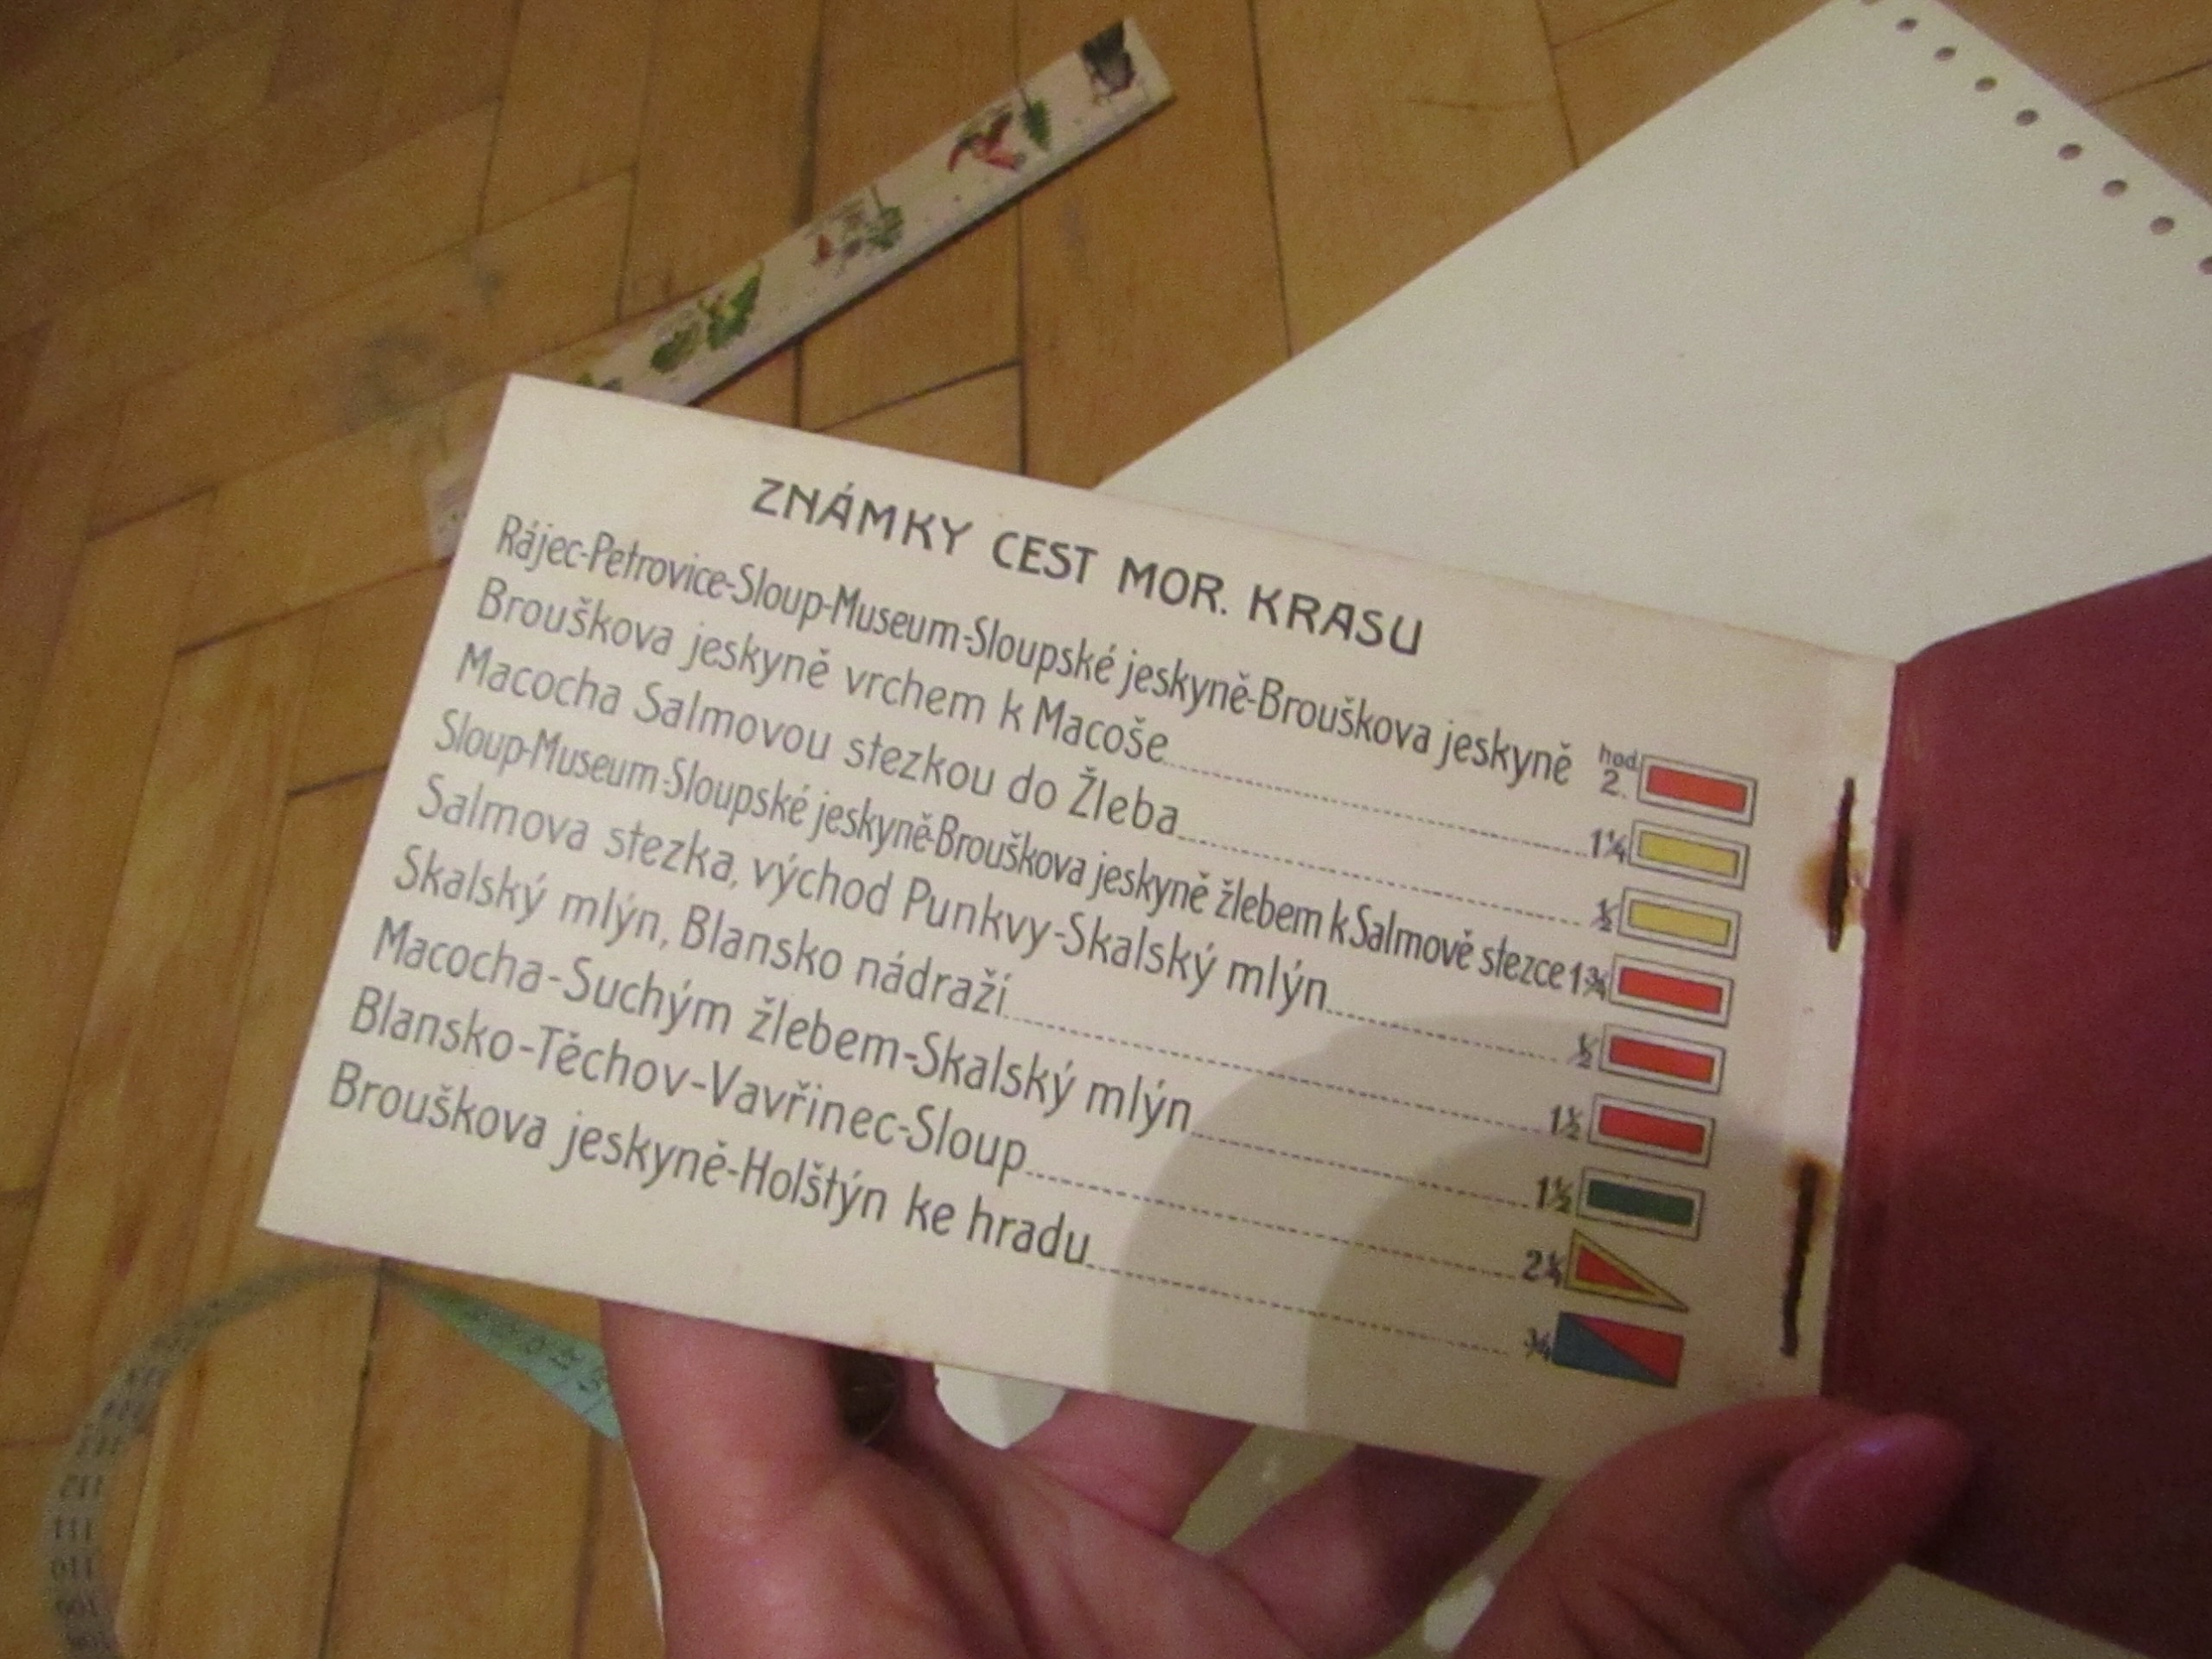 ZNÁMKY CEST MOR. KRASU
Rájec-Petrovice-Sloup-Museum-Sloupské jeskyně-Brouškova jeskyně hod. 2.
Brouškova jeskyně vrchem k Macoše 1¼
Macocha Salmovou stezkou do Žleba ½
Sloup-Museum-Sloupské jeskyně-Brouškova jeskyně žlebem k Salmově stezce 1¾
Salmova stezka, východ Punkvy-Skalský mlýn ½
Skalský mlýn, Blansko nádraží 1½
Macocha-Suchým žlebem-Skalský mlýn 1½
Blansko-Těchov-Vavřinec-Sloup 2¼
Brouškova jeskyně-Holštýn ke hradu ¾
112
111
110